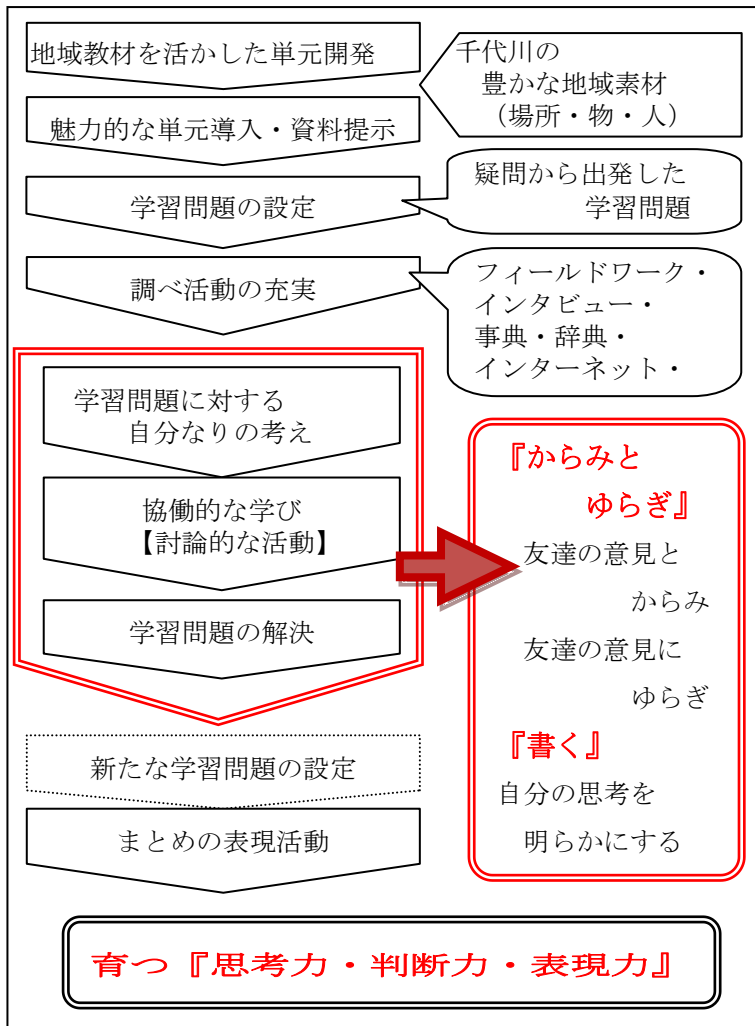 地域教材を活かした単元開発
千代川の
豊かな地域素材
（場所・物・人）
魅力的な単元導入・資料提示
疑問から出発した
学習問題
学習問題の設定
調べ活動の充実
フィールドワーク・
インタビュー・
事典・辞典・
インターネット・
学習問題に対する
自分なりの考え
協働的な学び
【討論的な活動】
学習問題の解決
『からみと
ゆらぎ』
友達の意見と
からみ
友達の意見に
ゆらぎ
『書く』
自分の思考を
明らかにする
新たな学習問題の設定
まとめの表現活動
育つ『思考力・判断力・表現力』